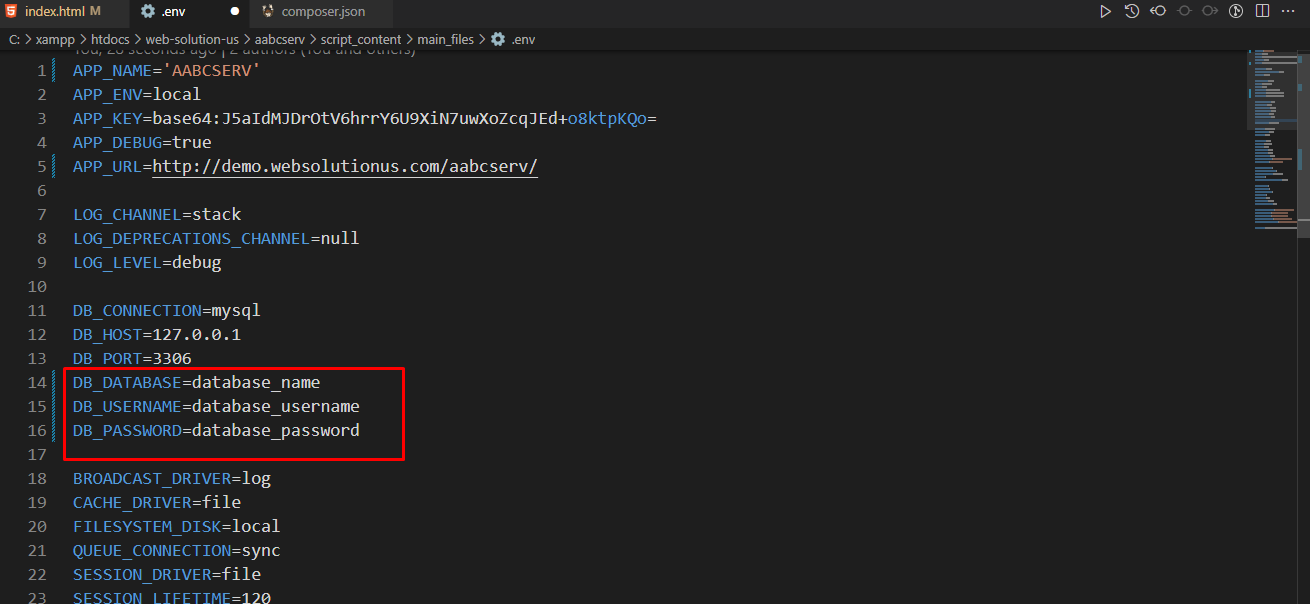 index.html M
.env
composer.json
C: > xampp > htdocs > web-solution-us > aabcserv > script_content > main_files > .env
You, 28 seconds ago | 2 authors (You and others)
1 APP_NAME='AABCSERV'
2 APP_ENV=local
3 APP_KEY=base64:J5aIdMJDrOtV6hrrY6U9XiN7uwXoZcqJEd+o8ktpKQo=
4 APP_DEBUG=true
5 APP_URL=http://demo.websolutionus.com/aabcserv/
6
7 LOG_CHANNEL=stack
8 LOG_DEPRECATIONS_CHANNEL=null
9 LOG_LEVEL=debug
10
11 DB_CONNECTION=mysql
12 DB_HOST=127.0.0.1
13 DB_PORT=3306
14 DB_DATABASE=database_name
15 DB_USERNAME=database_username
16 DB_PASSWORD=database_password
17
18 BROADCAST_DRIVER=log
19 CACHE_DRIVER=file
20 FILESYSTEM_DISK=local
21 QUEUE_CONNECTION=sync
22 SESSION_DRIVER=file
23 SESSION_LIFETIME=120